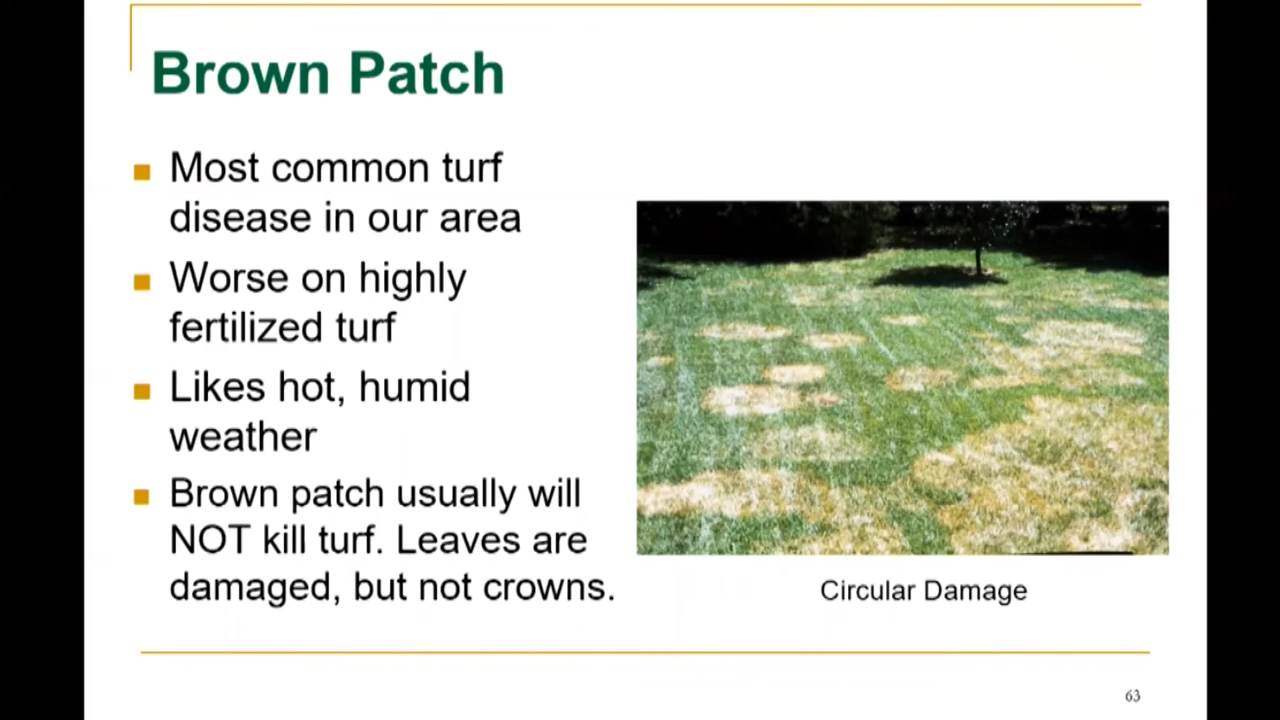 Brown Patch
Most common turf
disease in our area
Worse on highly
fertilized turf
Likes hot, humid
weather
Brown patch usually will
NOT kill turf. Leaves are
damaged, but not crowns.
Circular Damage
63